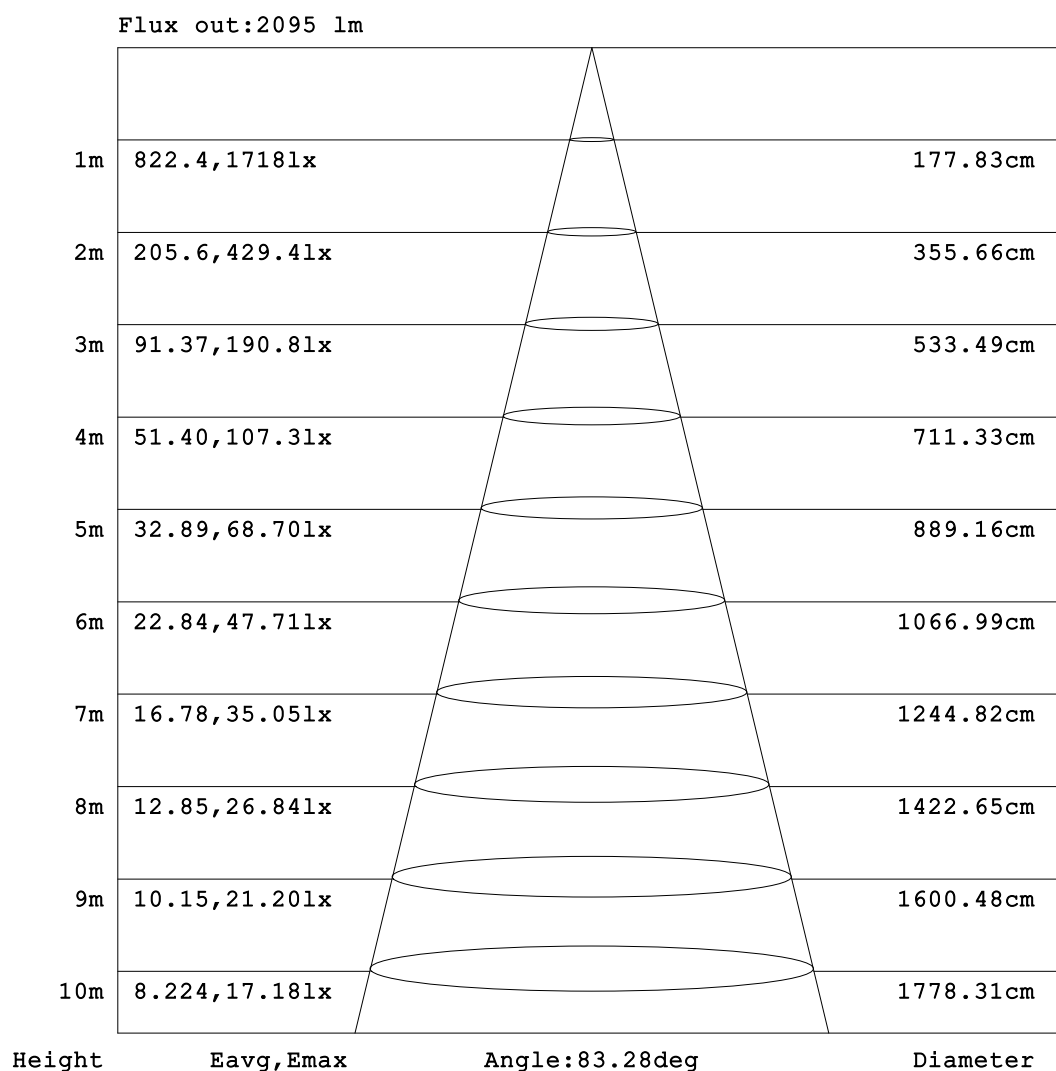 Flux out:2095 lm
1m 822.4,1718lx 177.83cm
2m 205.6,429.4lx 355.66cm
3m 91.37,190.8lx 533.49cm
4m 51.40,107.3lx 711.33cm
5m 32.89,68.70lx 889.16cm
6m 22.84,47.71lx 1066.99cm
7m 16.78,35.05lx 1244.82cm
8m 12.85,26.84lx 1422.65cm
9m 10.15,21.20lx 1600.48cm
10m 8.224,17.18lx 1778.31cm
Height Eavg,Emax Angle:83.28deg Diameter